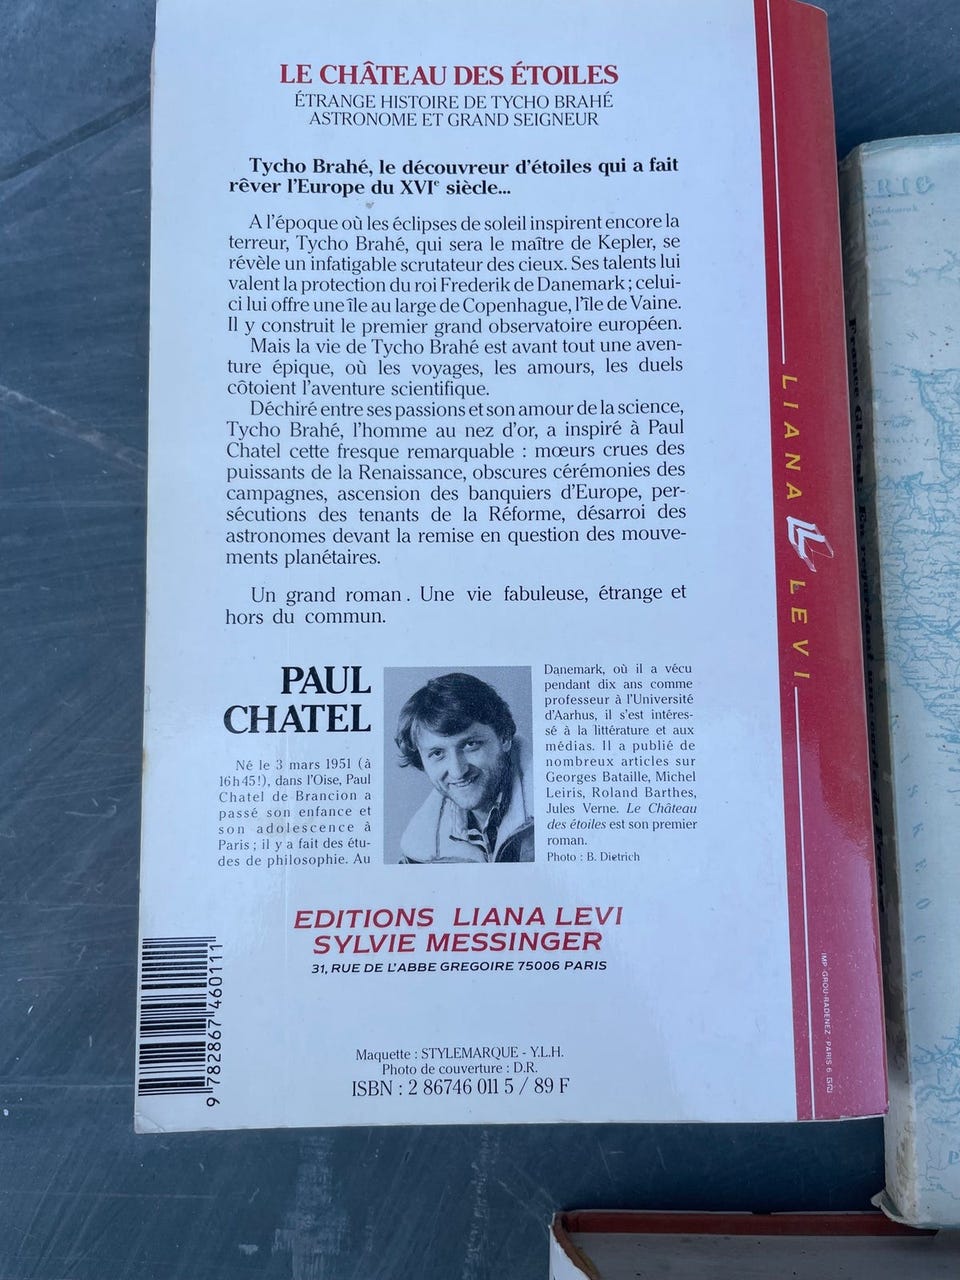 LE CHÂTEAU DES ÉTOILES
ÉTRANGE HISTOIRE DE TYCHO BRAHÉ
ASTRONOME ET GRAND SEIGNEUR
Tycho Brahé, le découvreur d'étoiles qui a fait
rêver l'Europe du XVIe siècle...
A l'époque où les éclipses de soleil inspirent encore la
terreur, Tycho Brahé, qui sera le maître de Kepler, se
révèle un infatigable scrutateur des cieux. Ses talents lui
valent la protection du roi Frederik de Danemark ; celui-
ci lui offre une île au large de Copenhague, l'île de Vaine.
Il y construit le premier grand observatoire européen.
Mais la vie de Tycho Brahé est avant tout une aven-
ture épique, où les voyages, les amours, les duels
côtoient l'aventure scientifique.
Déchiré entre ses passions et son amour de la science,
Tycho Brahé, l'homme au nez d'or, a inspiré à Paul
Chatel cette fresque remarquable : mœurs crues des
puissants de la Renaissance, obscures cérémonies des
campagnes, ascension des banquiers d'Europe, per-
sécutions des tenants de la Réforme, désarroi des
astronomes devant la remise en question des mouve-
ments planétaires.
Un grand roman. Une vie fabuleuse, étrange et
hors du commun.
PAUL
CHATEL
Né le 3 mars 1951 (à
16h45!), dans l'Oise, Paul
Chatel de Brancion a
passé son enfance et
son adolescence à
Paris ; il y a fait des étu-
des de philosophie. Au
Danemark, où il a vécu
pendant dix ans comme
professeur à l'Université
d'Aarhus, il s'est intéres-
sé à la littérature et aux
médias. Il a publié de
nombreux articles sur
Georges Bataille, Michel
Leiris, Roland Barthes,
Jules Verne. Le Château
des étoiles est son premier
roman.
Photo : B. Dietrich
EDITIONS LIANA LEVI
SYLVIE MESSINGER
31, RUE DE L'ABBE GREGOIRE 75006 PARIS
9 782867 460111
Maquette : STYLEMARQUE - Y.L.H.
Photo de couverture : D.R.
ISBN : 2 86746 011 5 / 89 F
LIANA LEVI
IMP. GROU-RADENEZ, PARIS 6